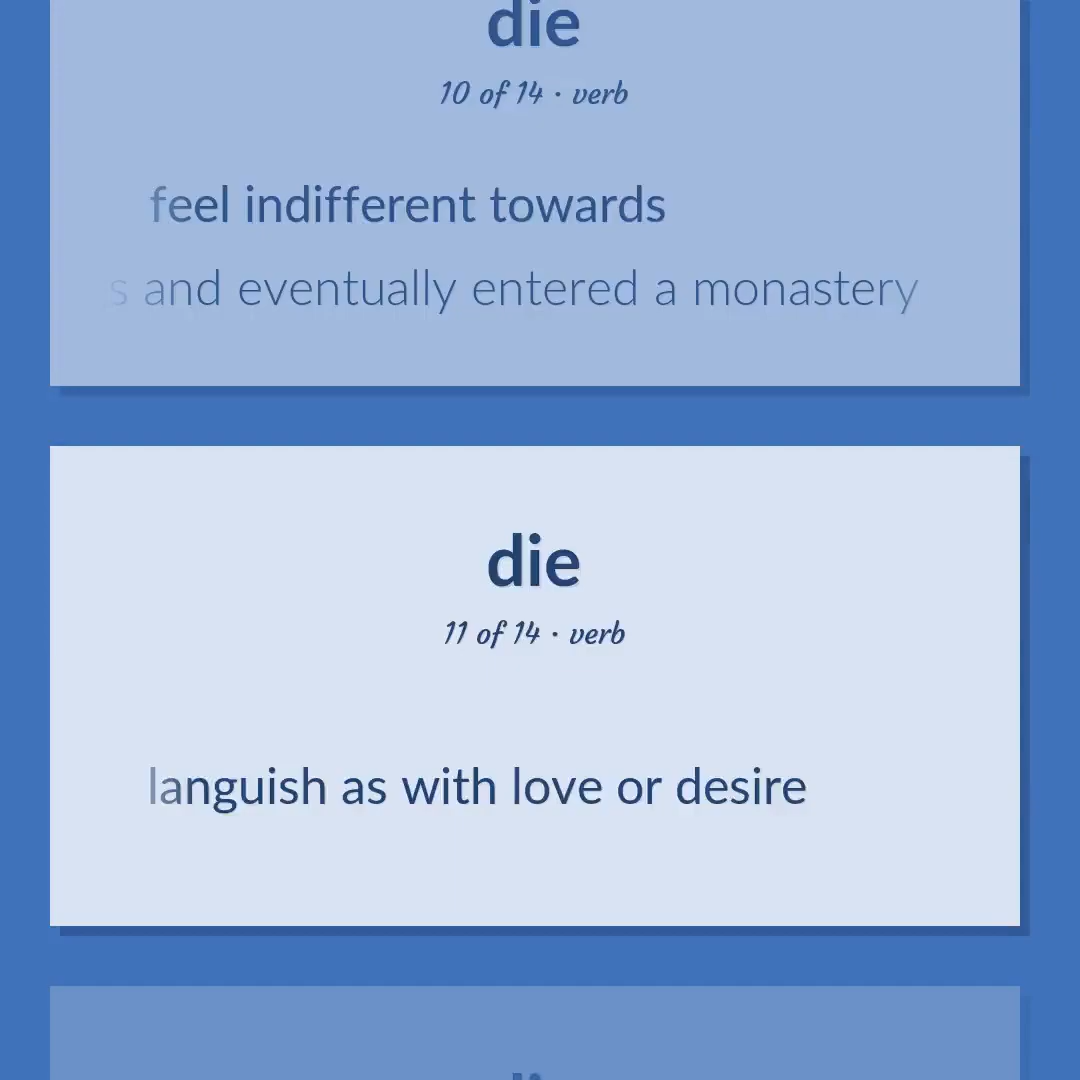 die
10 of 14 · verb
feel indifferent towards
s and eventually entered a monastery
die
11 of 14 · verb
languish as with love or desire